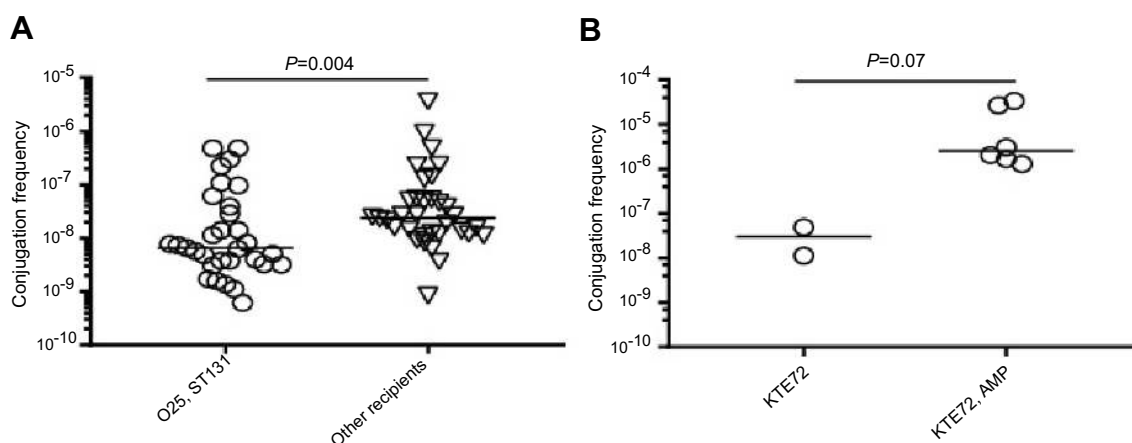 A
P=0.004
Conjugation frequency
10-5
10-6
10-7
10-8
10-9
10-10
O25, ST131
Other recipients
B
P=0.07
Conjugation frequency
10-4
10-5
10-6
10-7
10-8
10-9
10-10
KTE72
KTE72, AMP